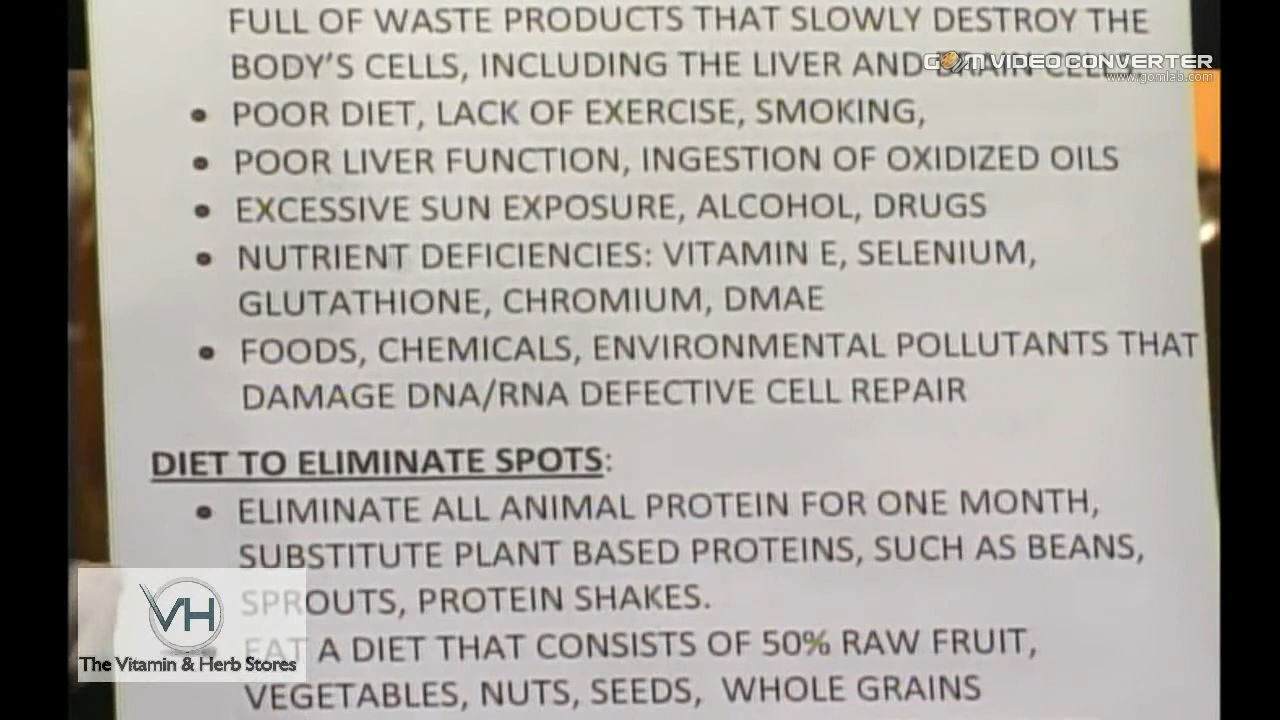 FULL OF WASTE PRODUCTS THAT SLOWLY DESTROY THE
BODY'S CELLS, INCLUDING THE LIVER AND BRAIN CELLS
GOM VIDEO CONVERTER
www.gomlab.com
• POOR DIET, LACK OF EXERCISE, SMOKING,
• POOR LIVER FUNCTION, INGESTION OF OXIDIZED OILS
• EXCESSIVE SUN EXPOSURE, ALCOHOL, DRUGS
• NUTRIENT DEFICIENCIES: VITAMIN E, SELENIUM,
GLUTATHIONE, CHROMIUM, DMAE
• FOODS, CHEMICALS, ENVIRONMENTAL POLLUTANTS THAT
DAMAGE DNA/RNA DEFECTIVE CELL REPAIR
DIET TO ELIMINATE SPOTS:
• ELIMINATE ALL ANIMAL PROTEIN FOR ONE MONTH,
SUBSTITUTE PLANT BASED PROTEINS, SUCH AS BEANS,
SPROUTS, PROTEIN SHAKES.
EAT A DIET THAT CONSISTS OF 50% RAW FRUIT,
VEGETABLES, NUTS, SEEDS, WHOLE GRAINS
VH
The Vitamin & Herb Stores